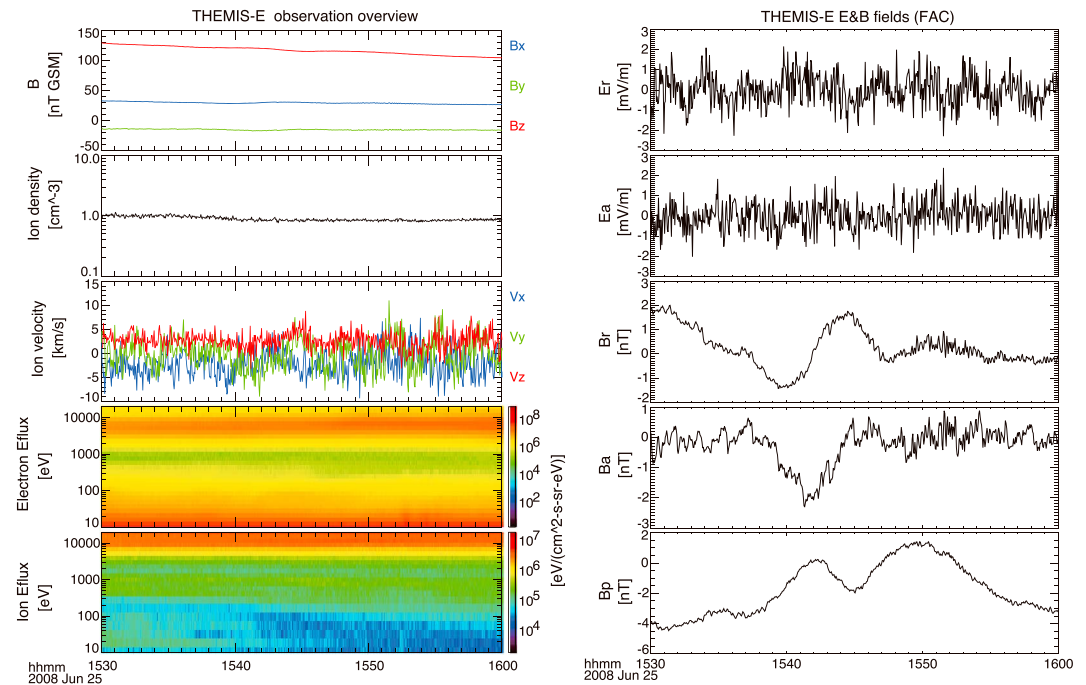 THEMIS-E observation overview
150
100
50
0
-50
B
[nT GSM]
Bx
By
Bz
10.0
1.0
0.1
Ion density
[cm^-3]
15
10
5
0
-5
-10
Ion velocity
[km/s]
Vx
Vy
Vz
10000
1000
100
10
Electron Eflux
[eV]
10^8
10^6
10^4
10^2
10000
1000
100
10
Ion Eflux
[eV]
10^7
10^6
10^5
10^4
[eV/(cm^2-s-sr-eV)]
1530 1540 1550 1600
hhmm
2008 Jun 25
THEMIS-E E&B fields (FAC)
3
2
1
0
-1
-2
-3
Er
[mV/m]
3
2
1
0
-1
-2
-3
Ea
[mV/m]
3
2
1
0
-1
-2
Br
[nT]
1
0
-1
-2
-3
Ba
[nT]
2
0
-2
-4
-6
Bp
[nT]
1530 1540 1550 1600
hhmm
2008 Jun 25